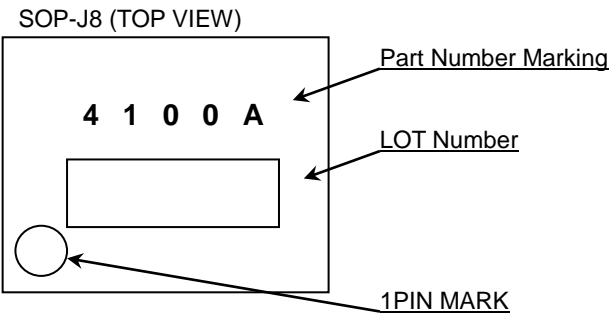 SOP-J8 (TOP VIEW)
Part Number Marking
4 1 0 0 A
LOT Number
1PIN MARK